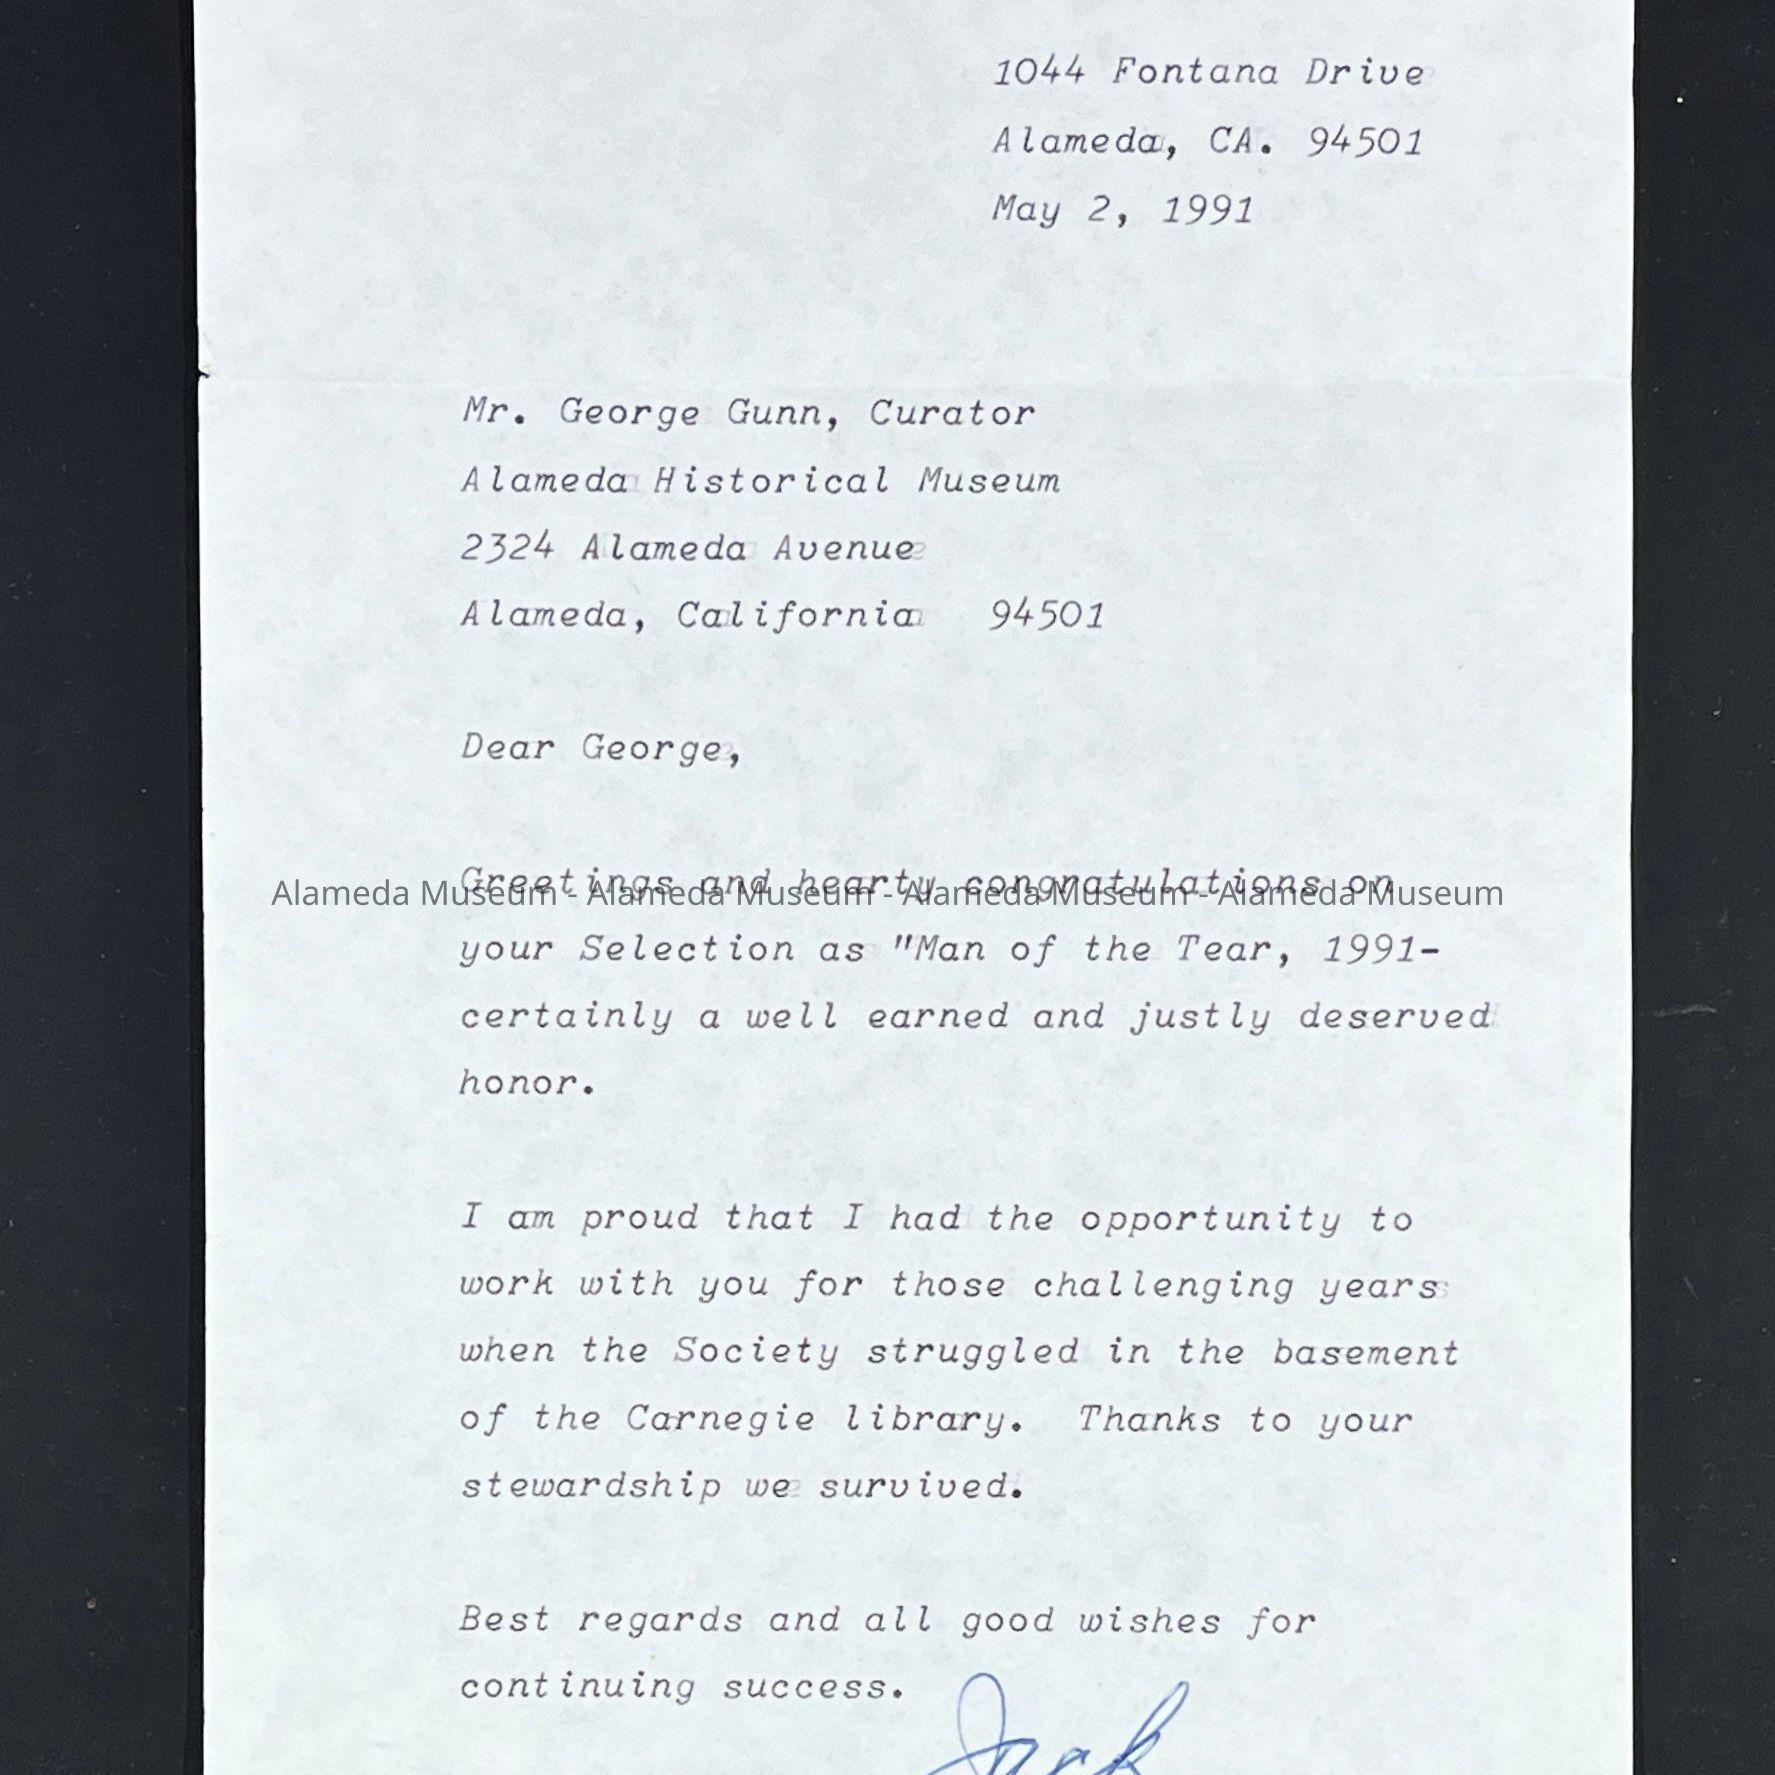 1044 Fontana Drive
Alameda, CA. 94501
May 2, 1991
Mr. George Gunn, Curator
Alameda Historical Museum
2324 Alameda Avenue
Alameda, California  94501
Dear George,
Greetings and hearty congratulations on
Alameda Museum - Alameda Museum - Alameda Museum - Alameda Museum
your Selection as "Man of the Tear, 1991-
certainly a well earned and justly deserved
honor.
I am proud that I had the opportunity to
work with you for those challenging years
when the Society struggled in the basement
of the Carnegie library.  Thanks to your
stewardship we survived.
Best regards and all good wishes for
continuing success.
Jack